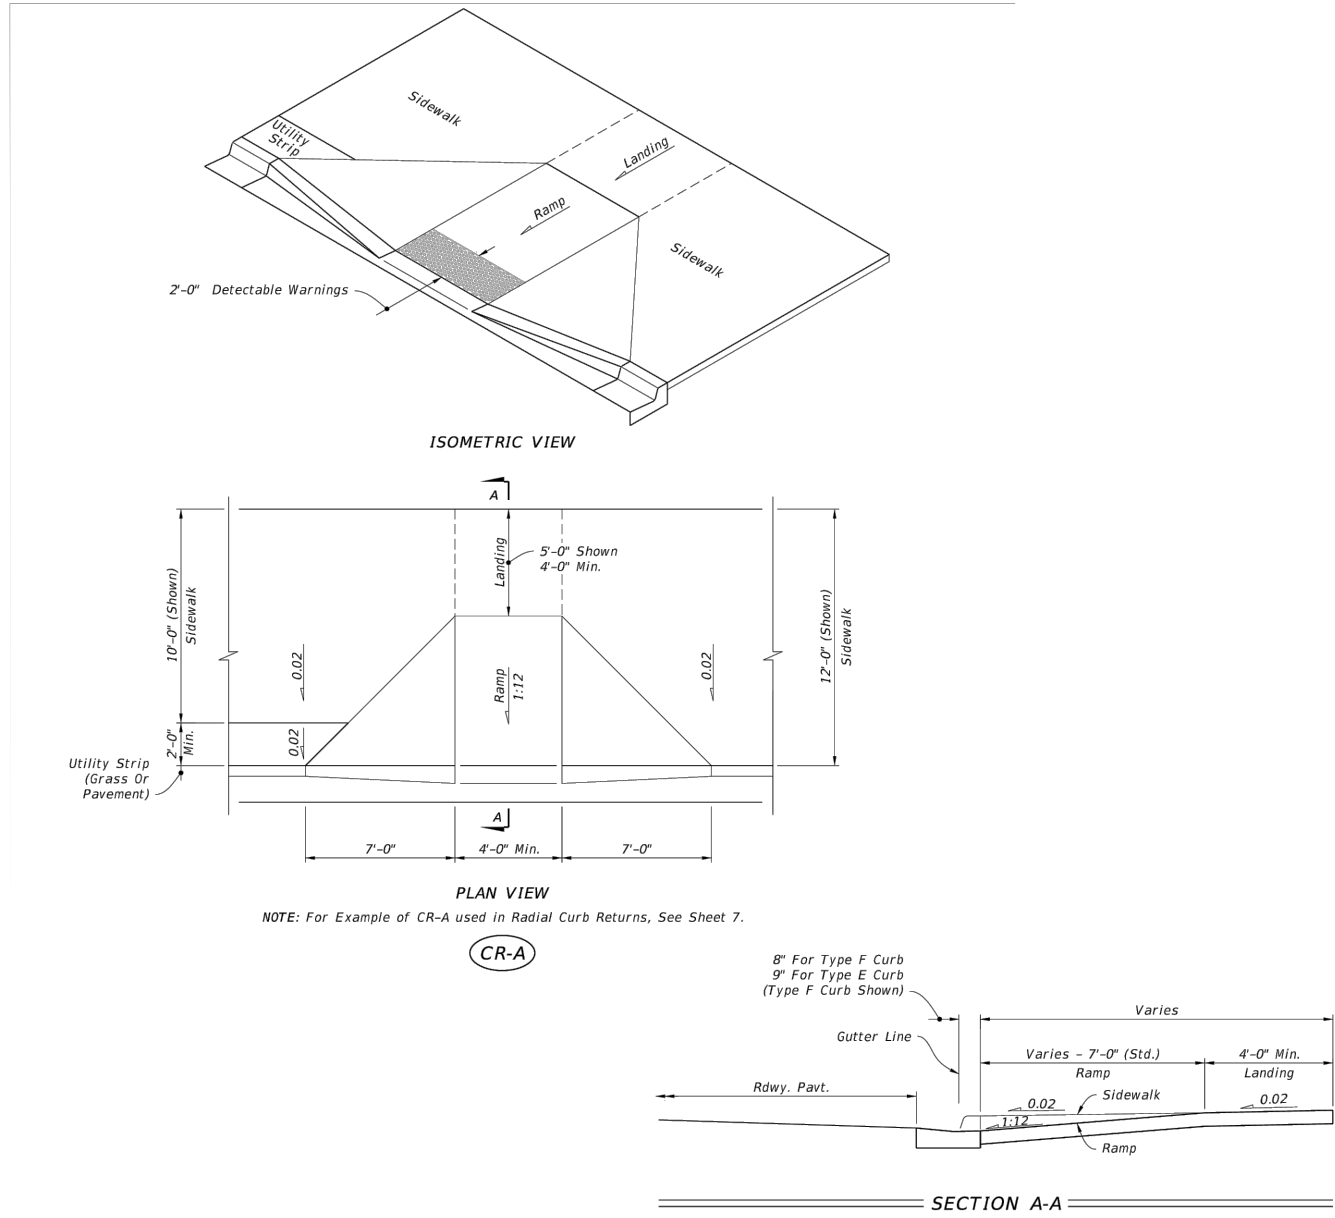 Sidewalk
Utility
Strip
Landing
Ramp
Sidewalk
2'-0" Detectable Warnings
ISOMETRIC VIEW
A
10'-0" (Shown)
Sidewalk
Landing
5'-0" Shown
4'-0" Min.
12'-0" (Shown)
Sidewalk
0.02
Ramp
1:12
0.02
2'-0"
Min.
0.02
Utility Strip
(Grass Or
Pavement)
A
7'-0"
4'-0" Min.
7'-0"
PLAN VIEW
NOTE: For Example of CR-A used in Radial Curb Returns, See Sheet 7.
CR-A
8" For Type F Curb
9" For Type E Curb
(Type F Curb Shown)
Varies
Gutter Line
Varies - 7'-0" (Std.)
Ramp
4'-0" Min.
Landing
Rdwy. Pavt.
0.02
Sidewalk
0.02
1:12
Ramp
SECTION A-A